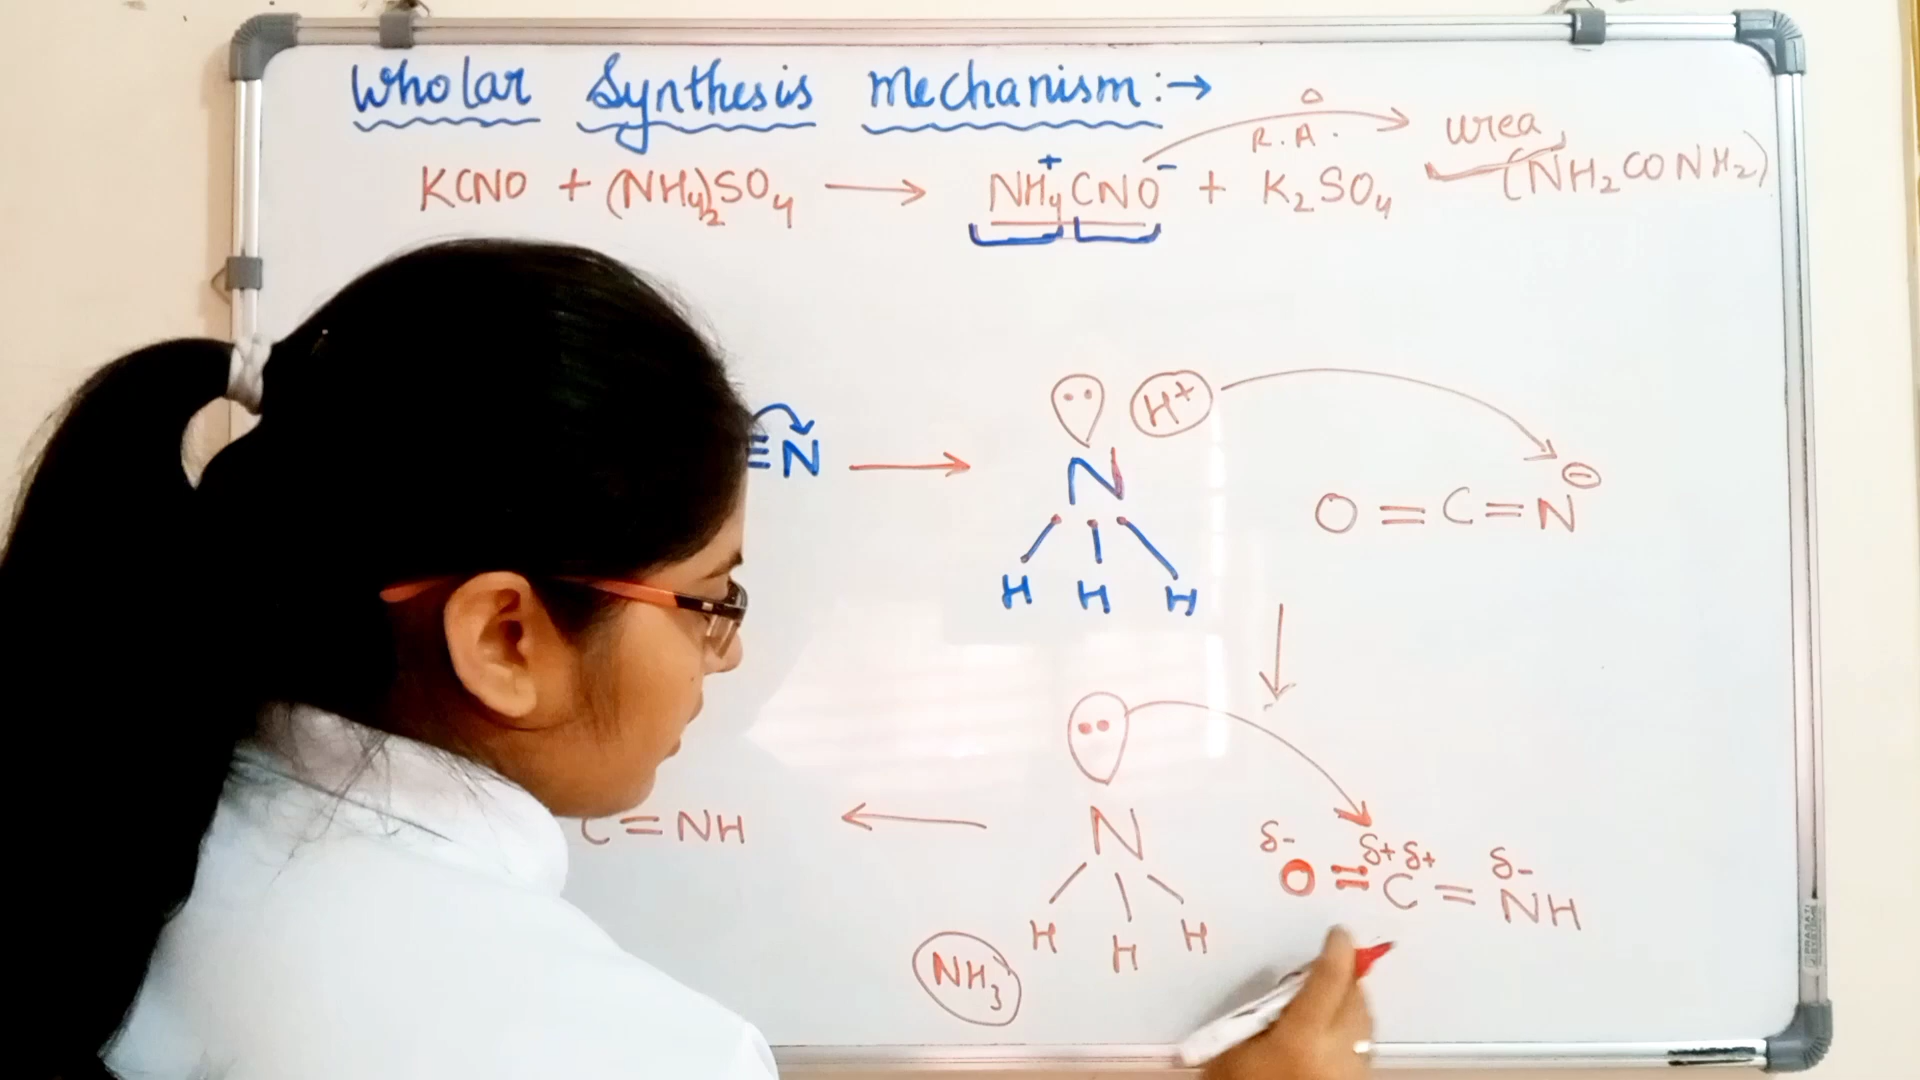 Wholar Synthesis mechanism:→
Δ
R.A.
urea,
KCNO + (NH4)2SO4 → NH4+CNO- + K2SO4 (NH2CONH2)
≡N → N H+ O=C=N⊖
H H H
C=NH ← N δ- O = δ+ δ+ C = δ- NH
H H H
NH3